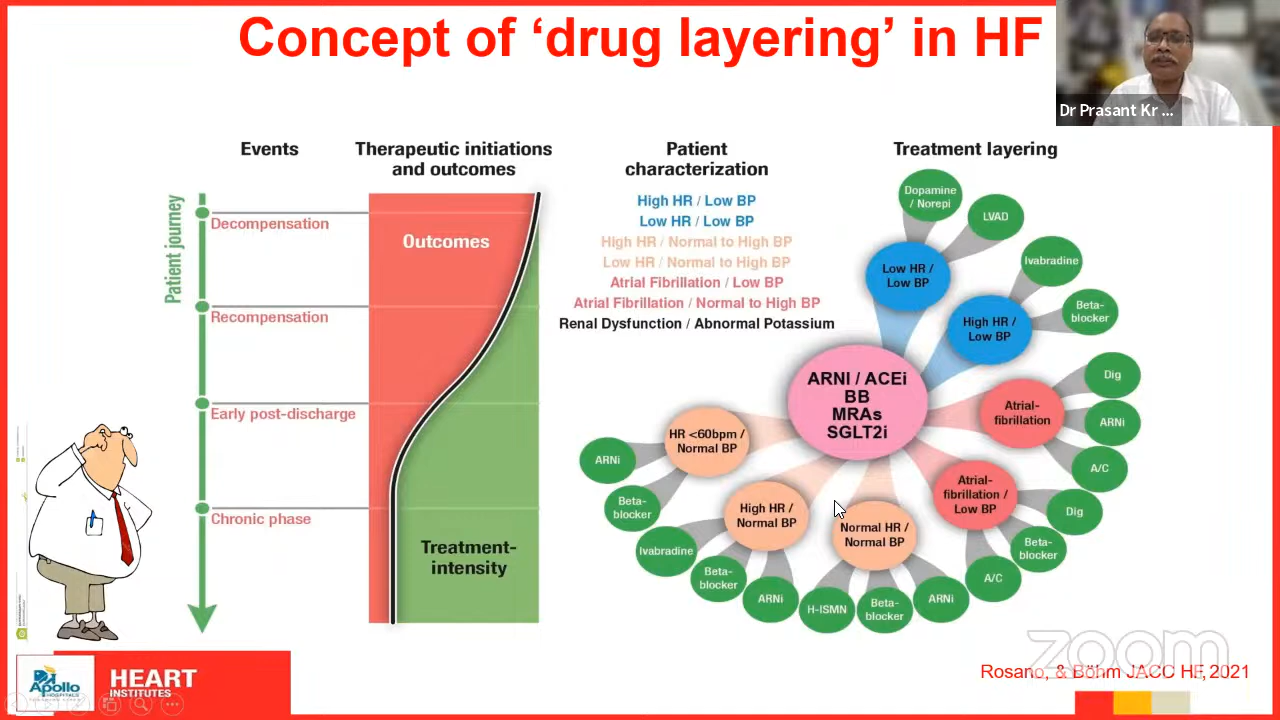 Concept of ‘drug layering’ in HF
Dr Prasant Kr ...
Events
Therapeutic initiations
and outcomes
Patient
characterization
Treatment layering
Patient journey
Decompensation
Recompensation
Early post-discharge
Chronic phase
Outcomes
Treatment-
intensity
High HR / Low BP
Low HR / Low BP
High HR / Normal to High BP
Low HR / Normal to High BP
Atrial Fibrillation / Low BP
Atrial Fibrillation / Normal to High BP
Renal Dysfunction / Abnormal Potassium
Dopamine
/ Norepi
LVAD
Low HR /
Low BP
Ivabradine
Beta-
blocker
High HR /
Low BP
ARNI / ACEi
BB
MRAs
SGLT2i
Dig
ARNi
A/C
Atrial-
fibrillation
Atrial-
fibrillation /
Low BP
Dig
Beta-
blocker
A/C
Normal HR /
Normal BP
ARNi
Beta-
blocker
H-ISMN
High HR /
Normal BP
ARNi
Beta-
blocker
Ivabradine
HR <60bpm /
Normal BP
Beta-
blocker
ARNi
zoom
Rosano, & Böhm JACC HF, 2021
Apollo
HOSPITALS
HEART
INSTITUTES